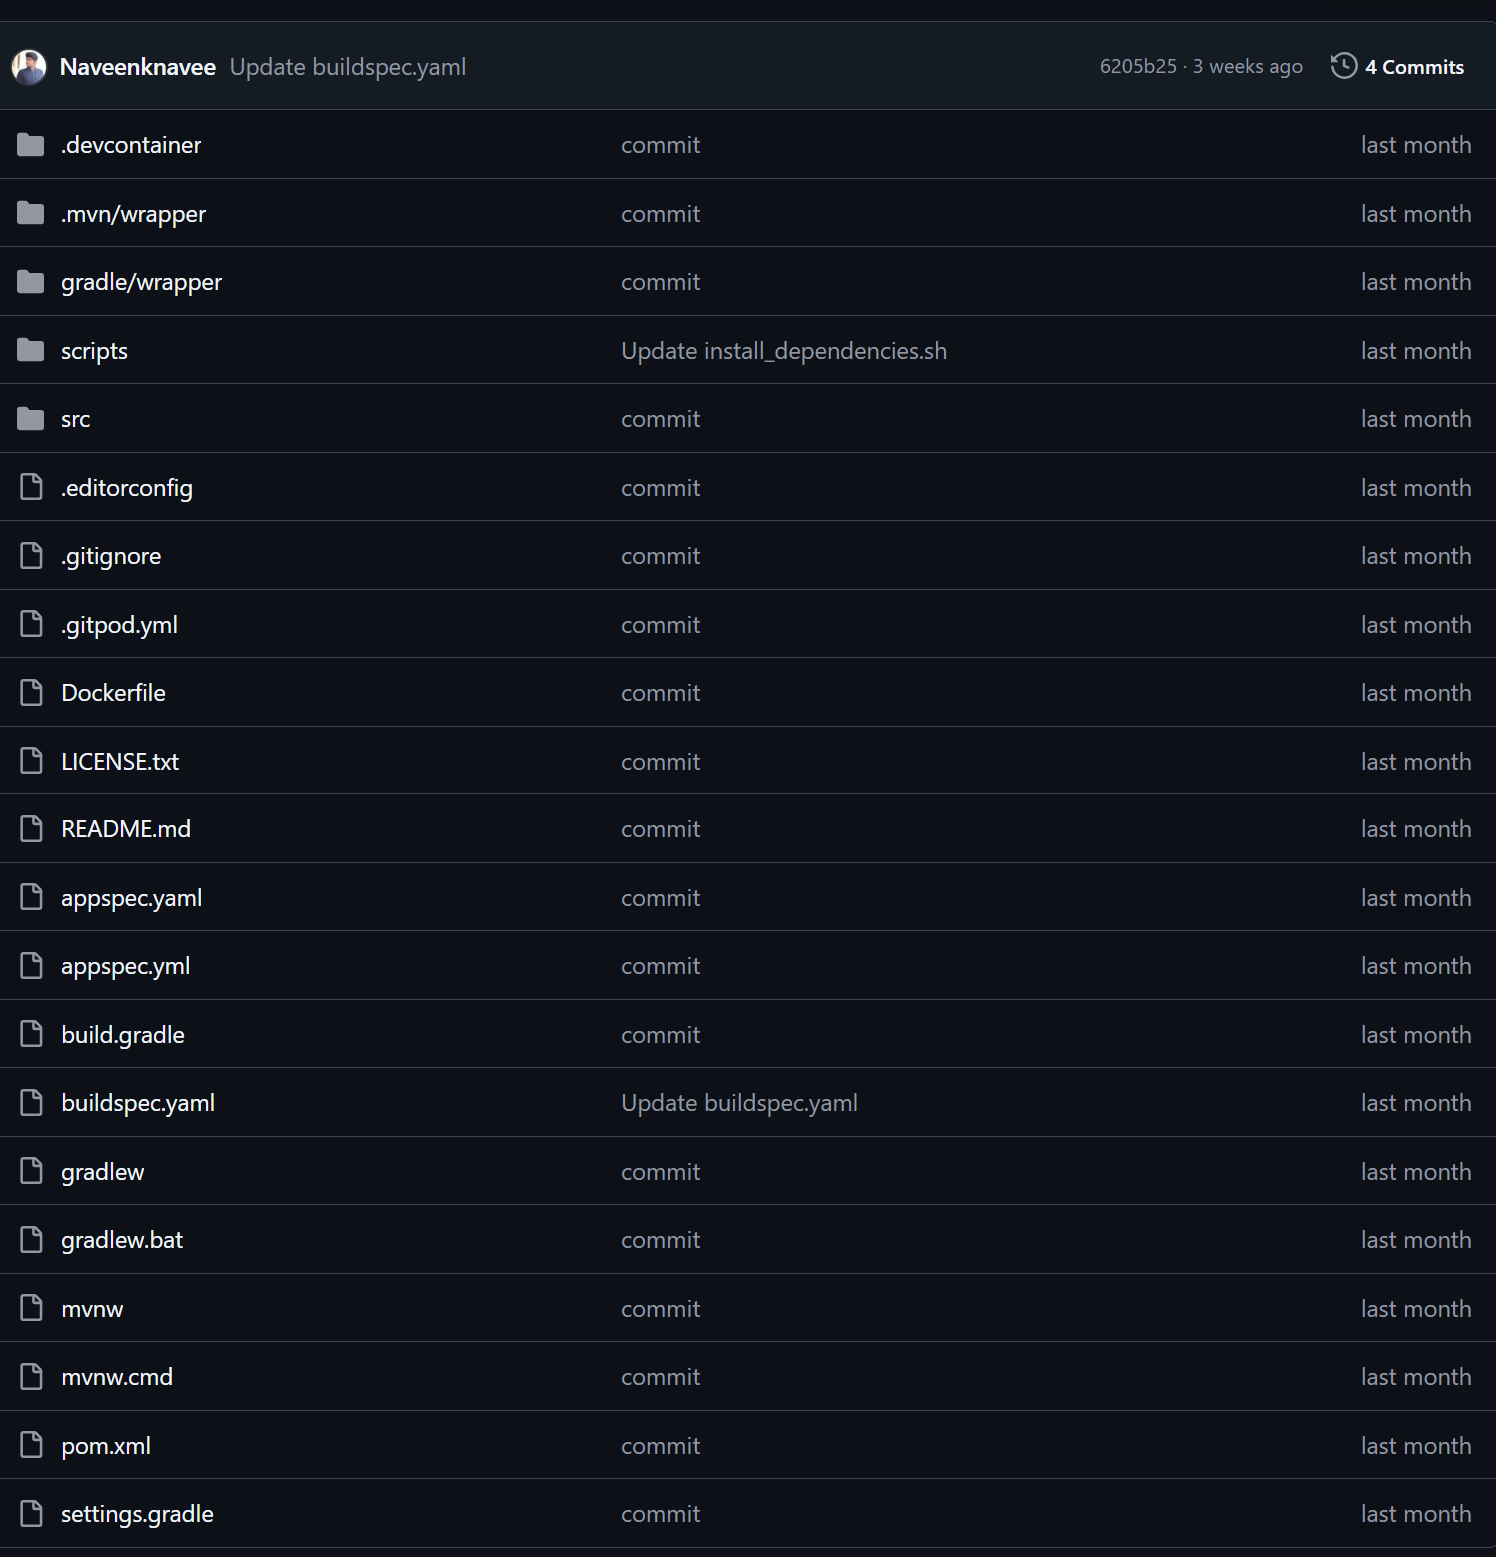 Naveenknavee Update buildspec.yaml 6205b25 · 3 weeks ago 4 Commits
.devcontainer commit last month
.mvn/wrapper commit last month
gradle/wrapper commit last month
scripts Update install_dependencies.sh last month
src commit last month
.editorconfig commit last month
.gitignore commit last month
.gitpod.yml commit last month
Dockerfile commit last month
LICENSE.txt commit last month
README.md commit last month
appspec.yaml commit last month
appspec.yml commit last month
build.gradle commit last month
buildspec.yaml Update buildspec.yaml last month
gradlew commit last month
gradlew.bat commit last month
mvnw commit last month
mvnw.cmd commit last month
pom.xml commit last month
settings.gradle commit last month